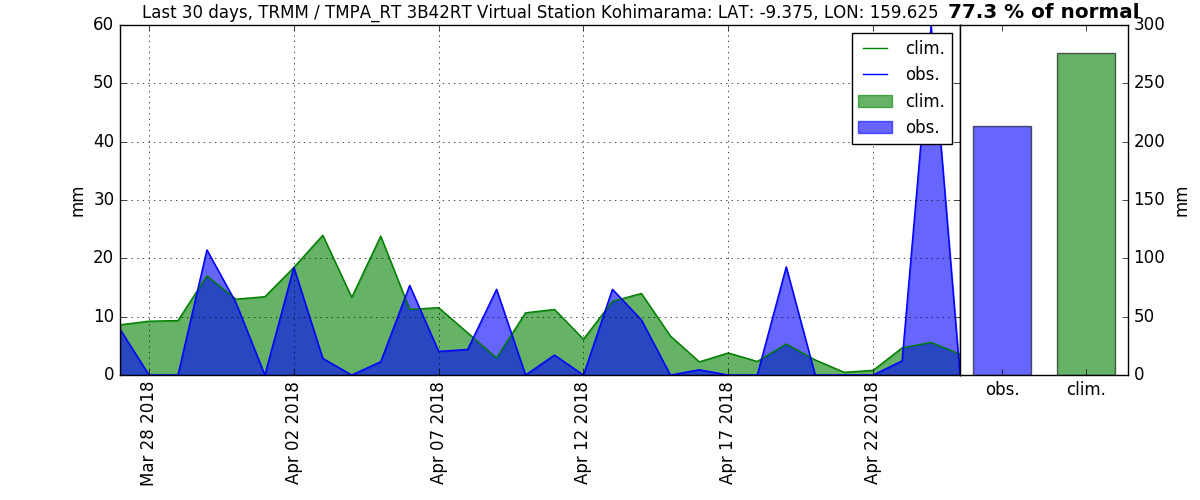 Last 30 days, TRMM / TMPA_RT 3B42RT Virtual Station Kohimarama: LAT: -9.375, LON: 159.625 77.3 % of normal
60
50
40
30
20
10
0
mm
clim.
obs.
clim.
obs.
300
250
200
150
100
50
0
mm
Mar 28 2018
Apr 02 2018
Apr 07 2018
Apr 12 2018
Apr 17 2018
Apr 22 2018
obs.
clim.